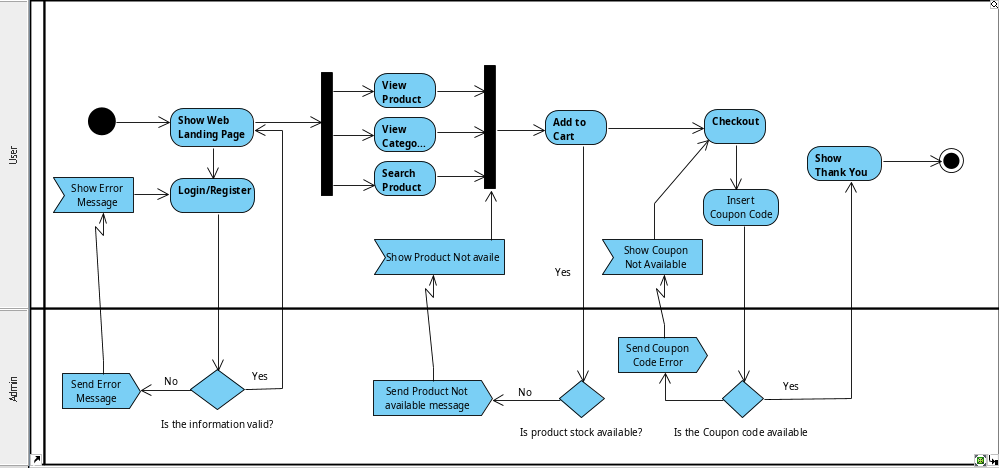 User
View
Product
Show Web
Landing Page
View
Catego...
Add to
Cart
Checkout
Search
Product
Show
Thank You
Show Error
Message
Login/Register
Insert
Coupon Code
Show Product Not availe
Show Coupon
Not Available
Yes
Admin
Send Coupon
Code Error
Send Error
Message
No
Yes
Send Product Not
available message
No
Yes
Is the information valid?
Is product stock available?
Is the Coupon code available